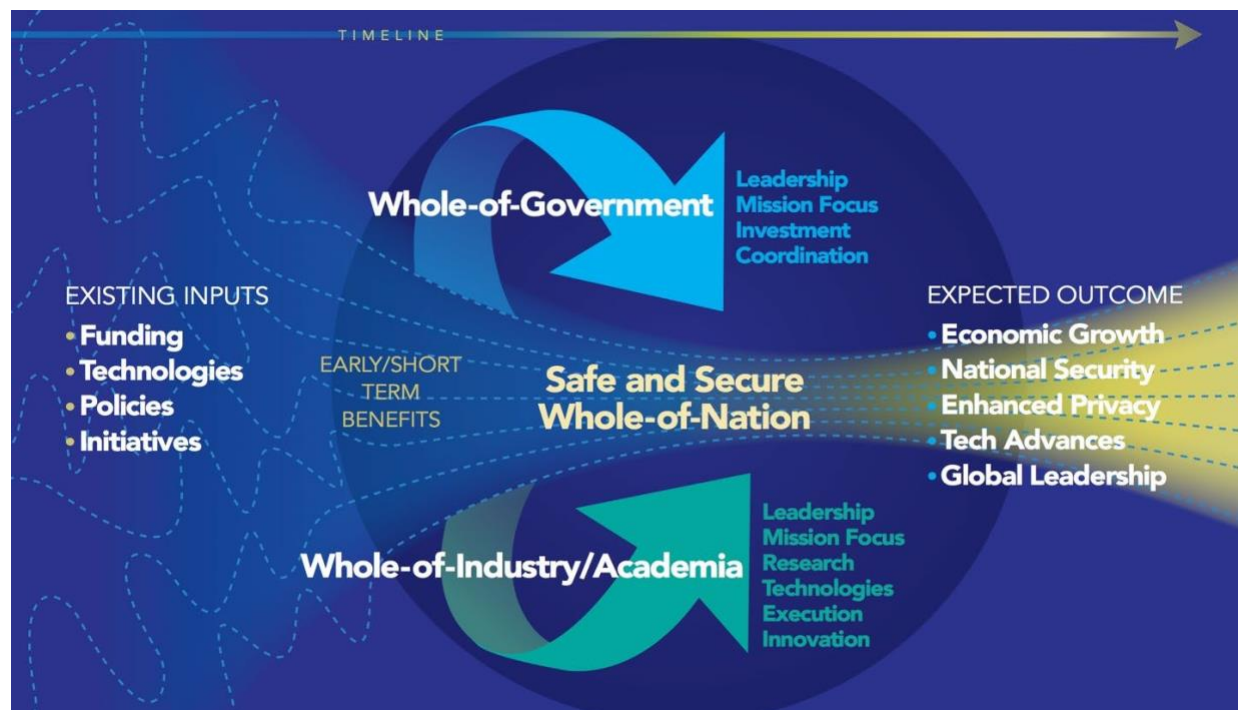 TIMELINE
Whole-of-Government
Leadership
Mission Focus
Investment
Coordination
EXISTING INPUTS
• Funding
• Technologies
• Policies
• Initiatives
EARLY/SHORT
TERM
BENEFITS
Safe and Secure
Whole-of-Nation
EXPECTED OUTCOME
• Economic Growth
• National Security
• Enhanced Privacy
• Tech Advances
• Global Leadership
Whole-of-Industry/Academia
Leadership
Mission Focus
Research
Technologies
Execution
Innovation